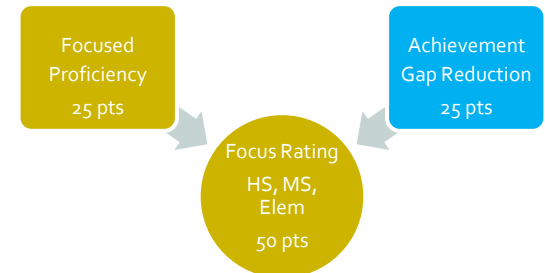 Focused
Proficiency
25 pts
Achievement
Gap Reduction
25 pts
Focus Rating
HS, MS,
Elem
50 pts